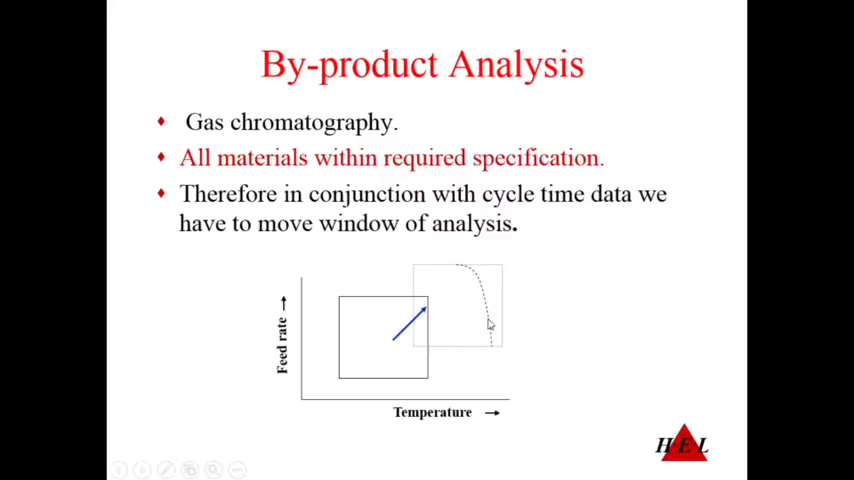 By-product Analysis
Gas chromatography.
All materials within required specification.
Therefore in conjunction with cycle time data we
have to move window of analysis.
Feed rate
Temperature
H·E·L